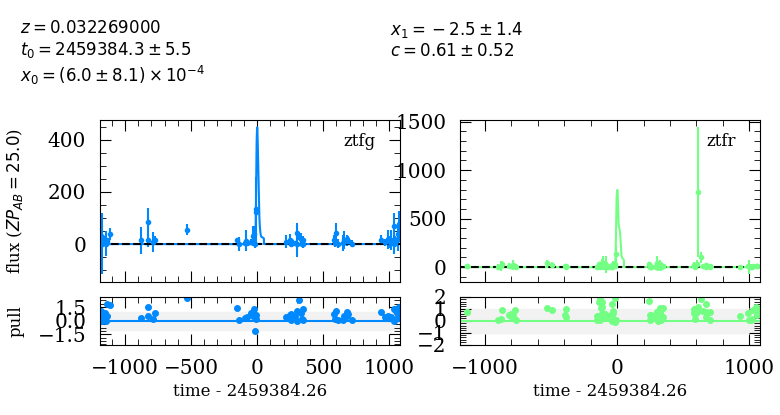 z = 0.032269000
t₀ = 2459384.3 ± 5.5
x₀ = (6.0 ± 8.1) × 10⁻⁴
x₁ = −2.5 ± 1.4
c = 0.61 ± 0.52
flux (ZP_AB = 25.0)
400
200
0
ztfg
1500
1000
500
0
ztfr
pull
1.5
0.0
−1.5
2
1
0
−1
−2
−1000 −500 0 500 1000
−1000 0 1000
time - 2459384.26
time - 2459384.26